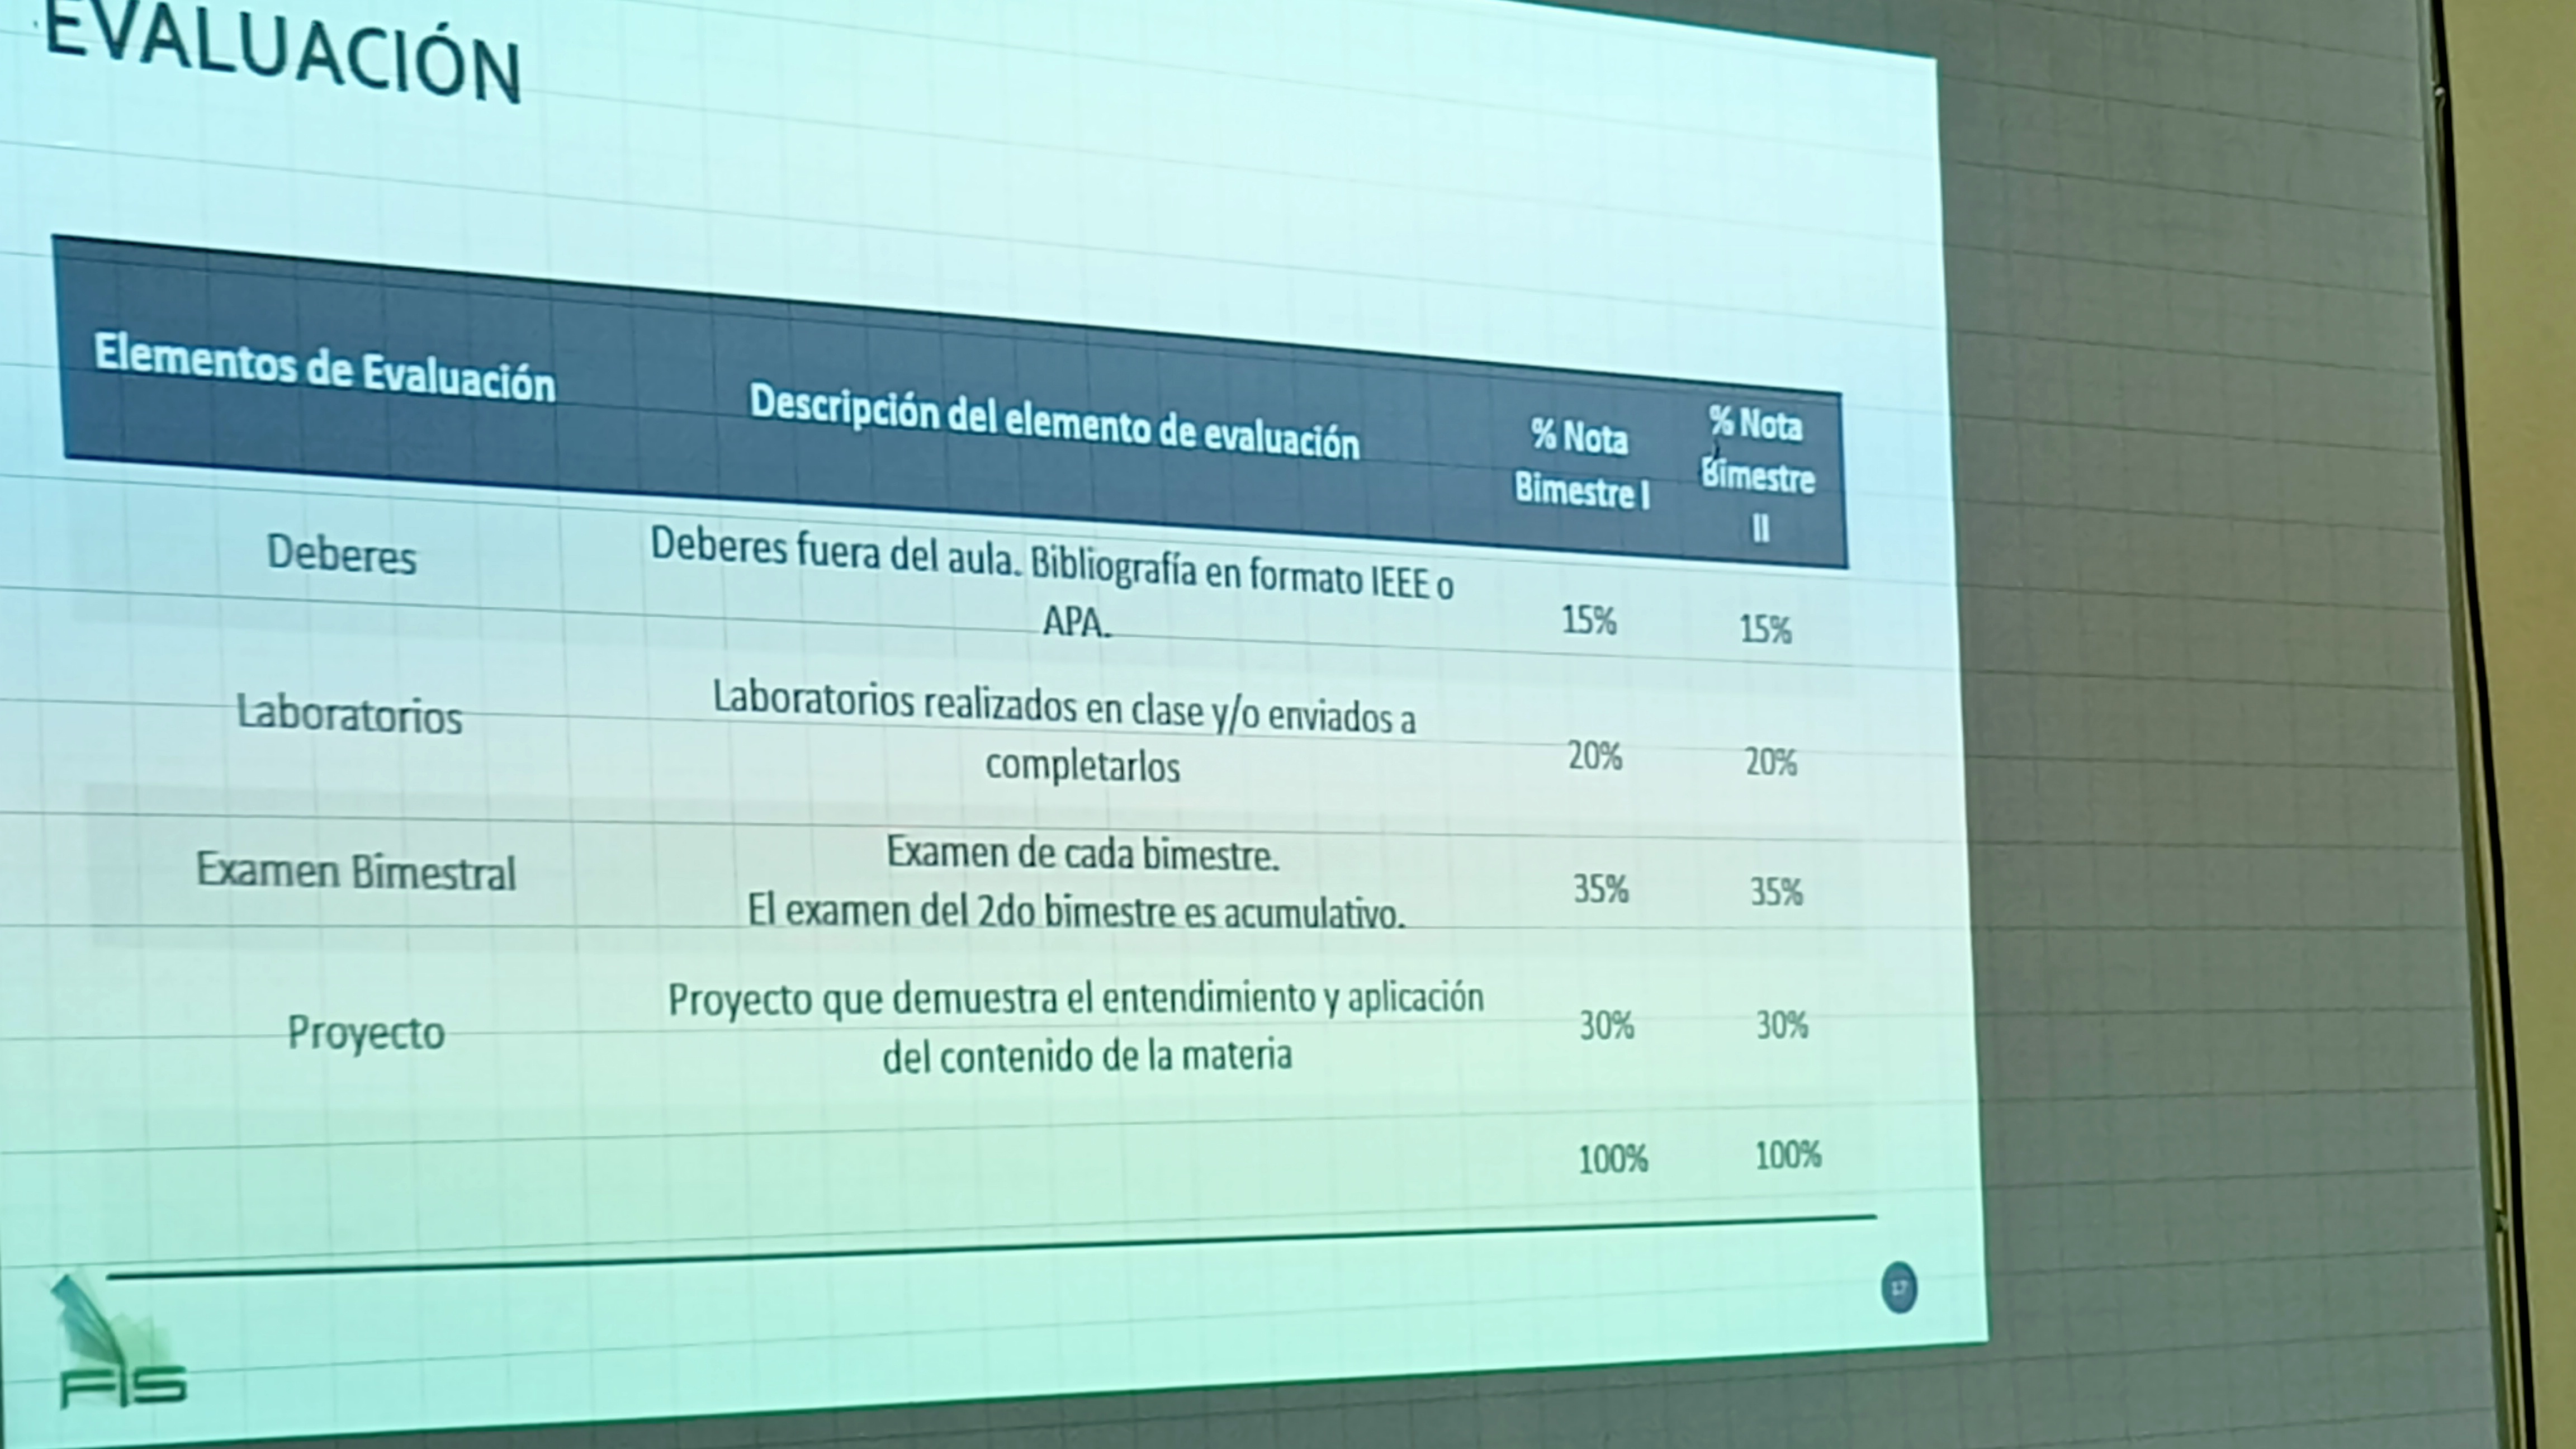 EVALUACIÓN
Elementos de Evaluación
Descripción del elemento de evaluación
% Nota
Bimestre I
% Nota
Bimestre
II
Deberes
Deberes fuera del aula. Bibliografía en formato IEEE o
APA.
15%
15%
Laboratorios
Laboratorios realizados en clase y/o enviados a
completarlos
20%
20%
Examen Bimestral
Examen de cada bimestre.
El examen del 2do bimestre es acumulativo.
35%
35%
Proyecto
Proyecto que demuestra el entendimiento y aplicación
del contenido de la materia
30%
30%
100%
100%
17
FIS